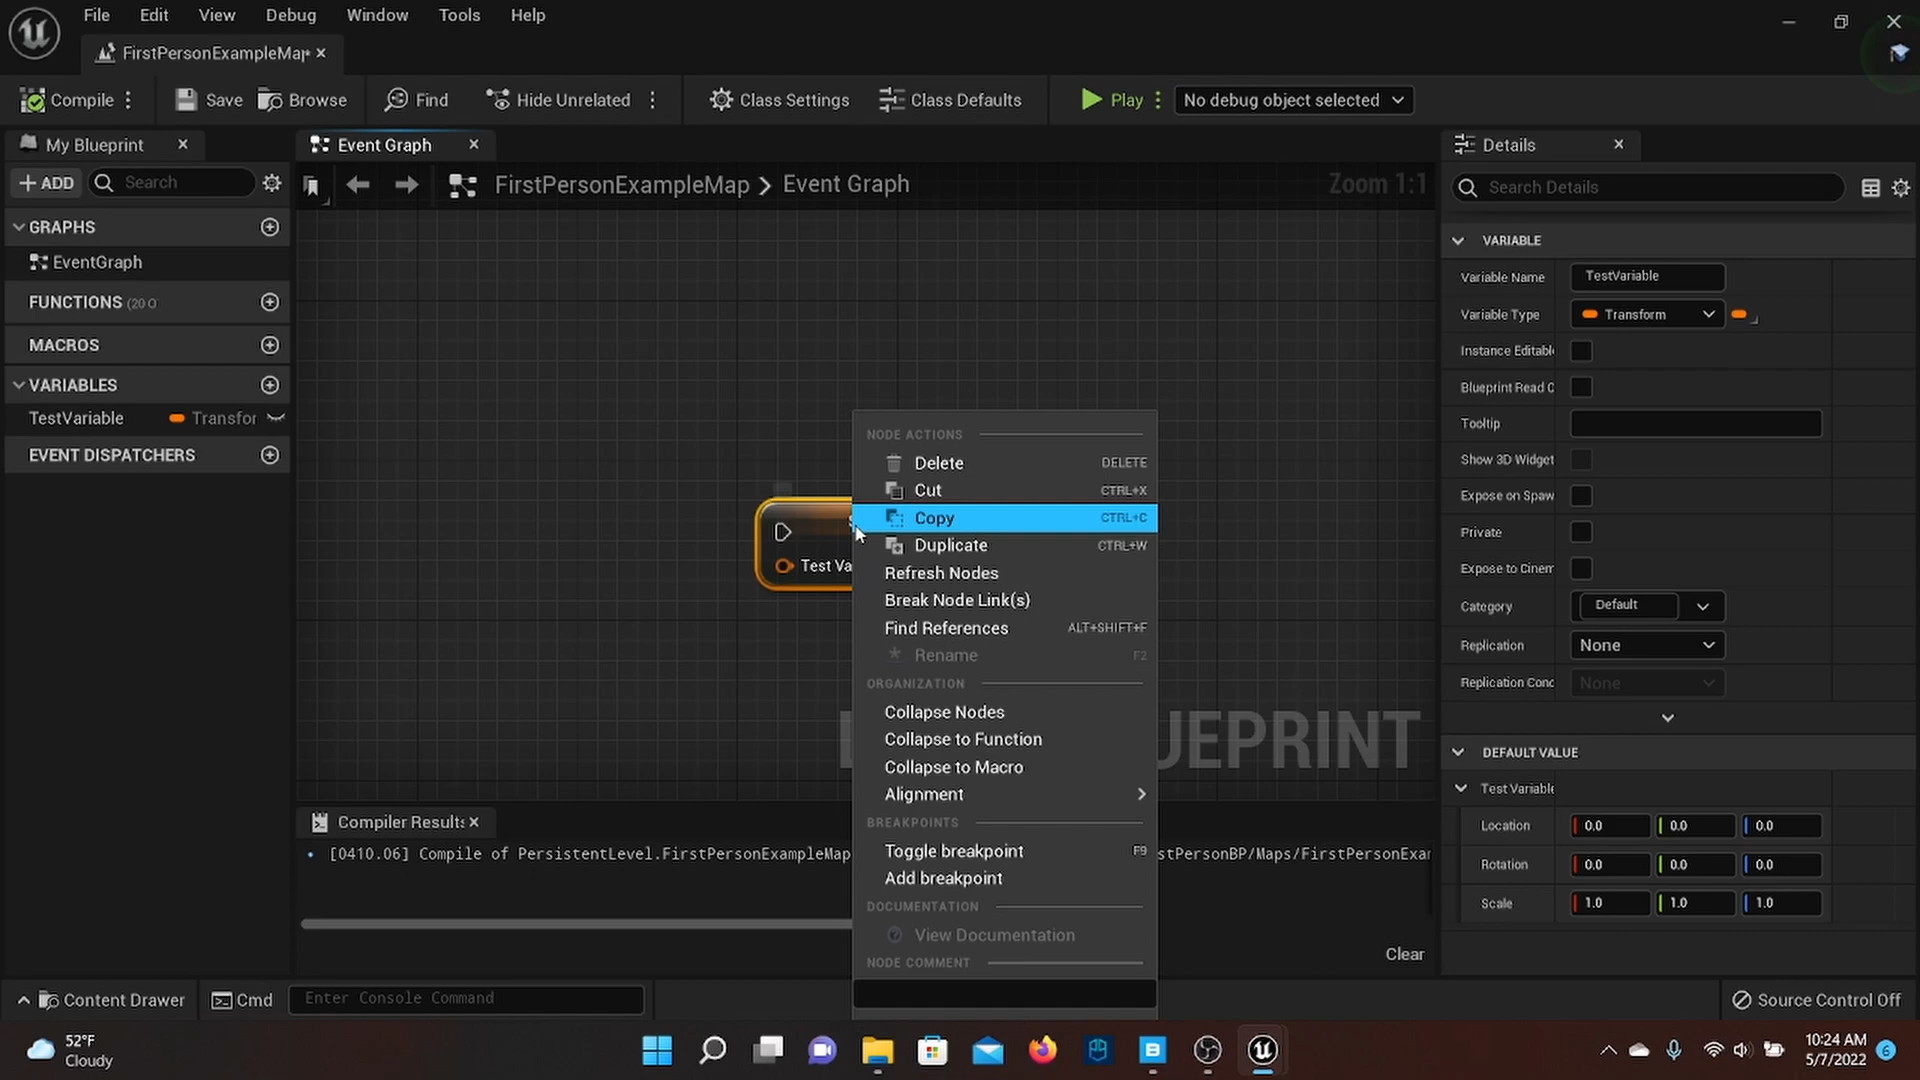 File Edit View Debug Window Tools Help
FirstPersonExampleMap
Compile Save Browse Find Hide Unrelated Class Settings Class Defaults Play No debug object selected
My Blueprint
Event Graph
Details
ADD Search
FirstPersonExampleMap > Event Graph
Zoom 1:1
Search Details
GRAPHS
EventGraph
FUNCTIONS (20 O
MACROS
VARIABLES
TestVariable Transfor
EVENT DISPATCHERS
Test Va
NODE ACTIONS
Delete DELETE
Cut CTRL+X
Copy CTRL+C
Duplicate CTRL+W
Refresh Nodes
Break Node Link(s)
Find References ALT+SHIFT+F
Rename F2
ORGANIZATION
Collapse Nodes
Collapse to Function
Collapse to Macro
Alignment
BREAKPOINTS
Toggle breakpoint F9
Add breakpoint
DOCUMENTATION
View Documentation
NODE COMMENT
UEPRINT
VARIABLE
Variable Name TestVariable
Variable Type Transform
Instance Editabl
Blueprint Read O
Tooltip
Show 3D Widget
Expose on Spaw
Private
Expose to Cinem
Category Default
Replication None
Replication Conc None
DEFAULT VALUE
Test Variable
Location 0.0 0.0 0.0
Rotation 0.0 0.0 0.0
Scale 1.0 1.0 1.0
Compiler Results
[0410.06] Compile of PersistentLevel.FirstPersonExampleMap stPersonBP/Maps/FirstPersonExam
Clear
Content Drawer Cmd Enter Console Command Source Control Off
52°F
Cloudy
10:24 AM
5/7/2022
6